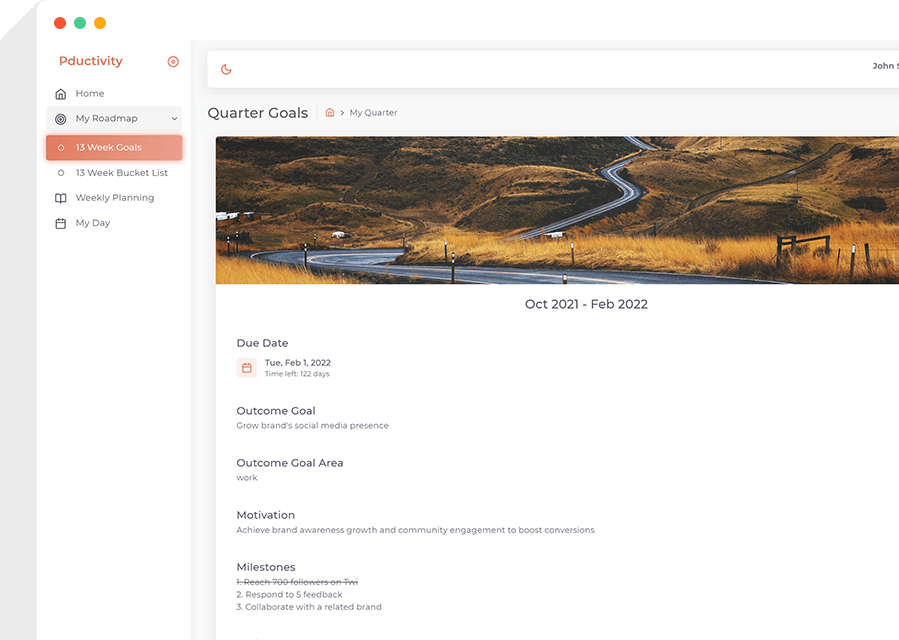 Pductivity
Home
My Roadmap
13 Week Goals
13 Week Bucket List
Weekly Planning
My Day
John
Quarter Goals
My Quarter
Oct 2021 - Feb 2022
Due Date
Tue, Feb 1, 2022
Time left: 122 days
Outcome Goal
Grow brand's social media presence
Outcome Goal Area
work
Motivation
Achieve brand awareness growth and community engagement to boost conversions
Milestones
1. Reach 700 followers on Twi
2. Respond to 5 feedback
3. Collaborate with a related brand